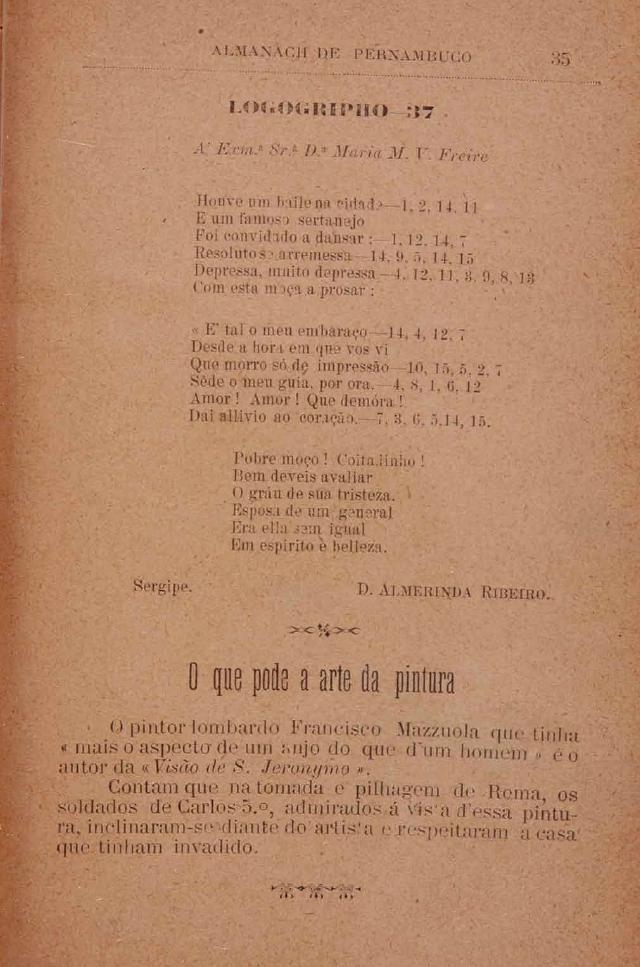 ALMANACH DE PERNAMBUCO 35
LOGOGRIPHO—37
A' Exm.ª Sr.ª D.ª Maria M. V. Freire
Houve um baile na cidade—1, 2, 14, 11
E um famoso sertanejo
Foi convidado a dansar :—1, 12, 14, 7
Resoluto se arremessa—14, 9, 5, 14, 15
Depressa, muito depressa—4, 12, 11, 3, 9, 8, 13
Com esta moça a prosar :
« E' tal o meu embaraço—14, 4, 12, 7
Desde a hora em que vos vi
Que morro só de impressão—10, 15, 5, 2, 7
Sêde o meu guia, por ora.—4, 8, 1, 6, 12
Amor ! Amor ! Que demóra !
Dai allivio ao coração.—7, 3, 6, 5,14, 15.
Pobre moço ! Coitadinho !
Bem deveis avaliar
O gráu de sua tristeza.
Esposa de um general
Era ella sem igual
Em espirito e belleza.
Sergipe. D. ALMERINDA RIBEIRO.
O que pode a arte da pintura
O pintor lombardo Francisco Mazzuola que tinha
« mais o aspecto de um anjo do que d'um homem » é o
autor da « Visão de S. Jeronymo ».
Contam que na tomada e pilhagem de Roma, os
soldados de Carlos 5.º, admirados á vista d'essa pintu-
ra, inclinaram-se diante do artista e respeitaram a casa
que tinham invadido.